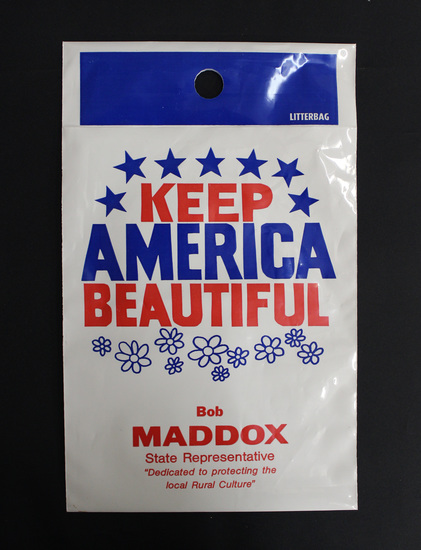 LITTERBAG
KEEP
AMERICA
BEAUTIFUL
Bob
MADDOX
State Representative
"Dedicated to protecting the
local Rural Culture"